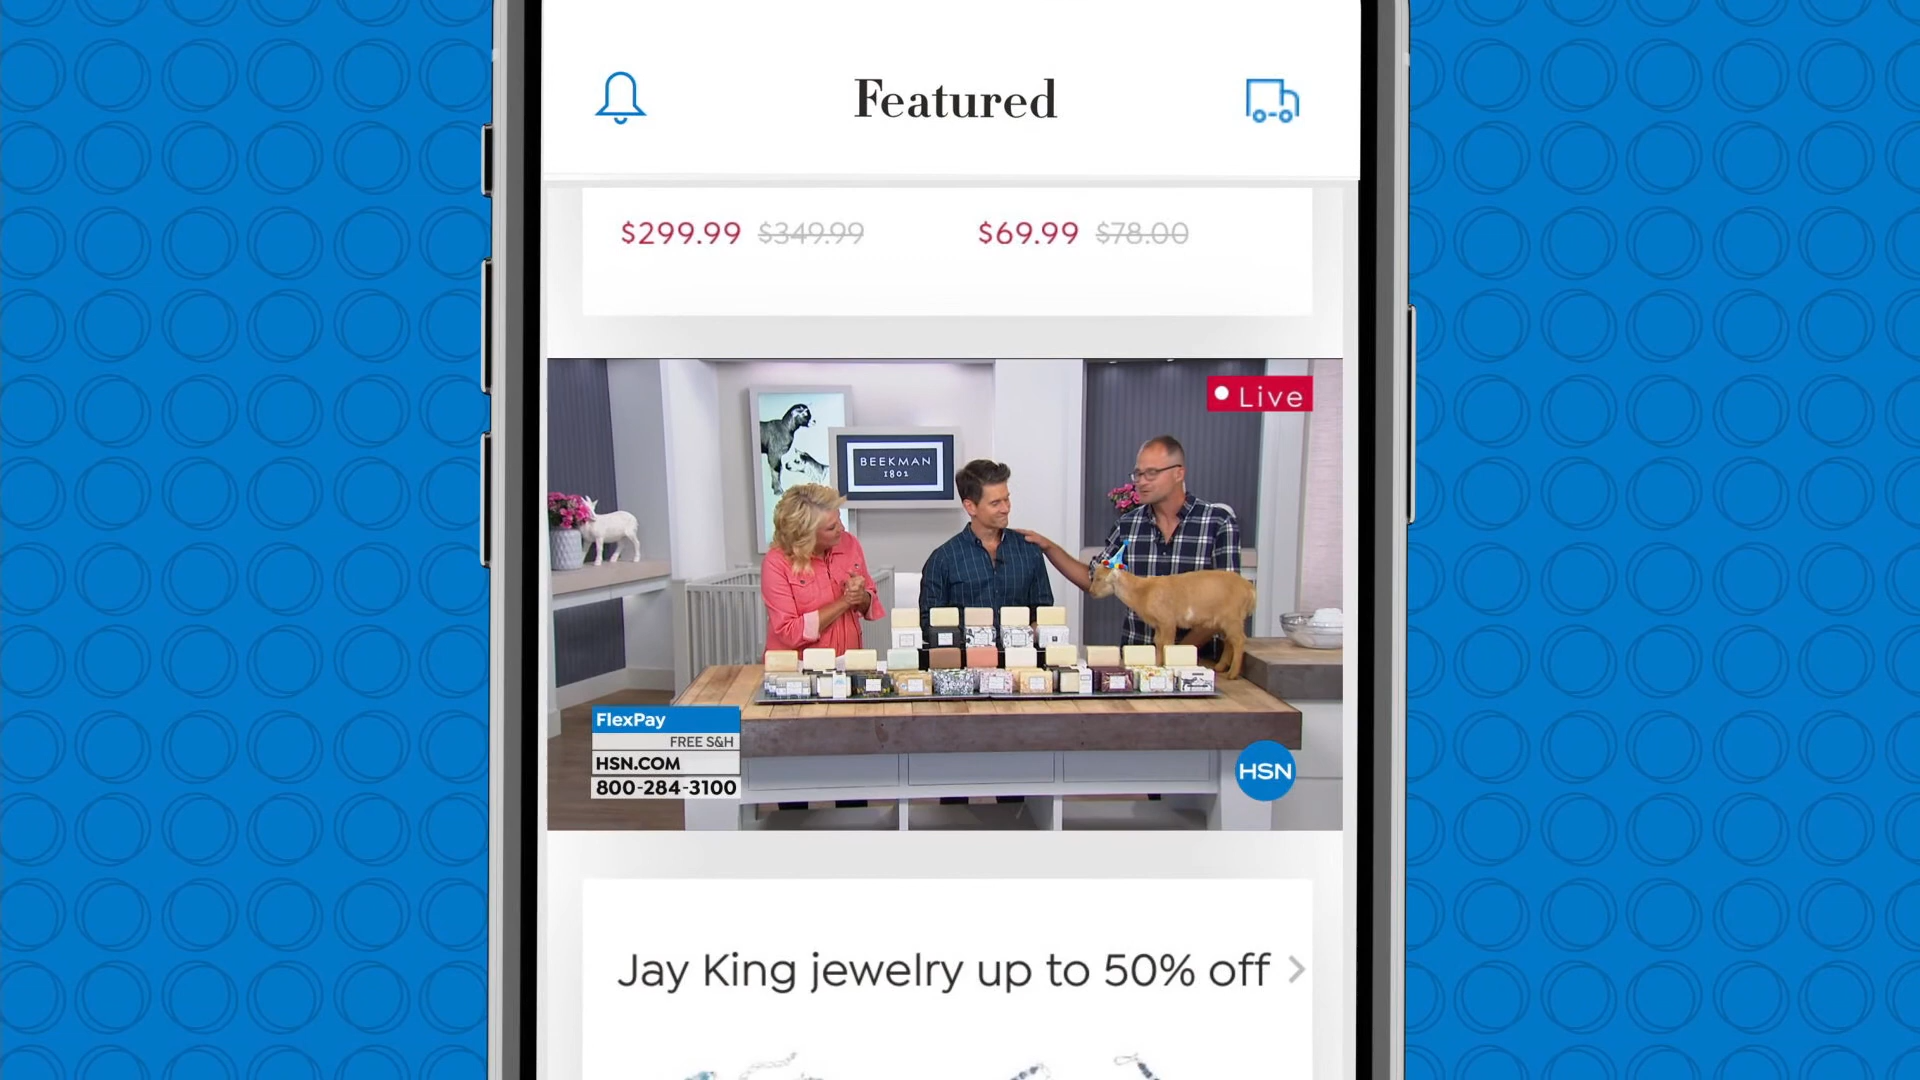 Featured
$299.99 $349.99 $69.99 $78.00
Live
BEEKMAN
1802
FlexPay
FREE S&H
HSN.COM
800-284-3100
HSN
Jay King jewelry up to 50% off >